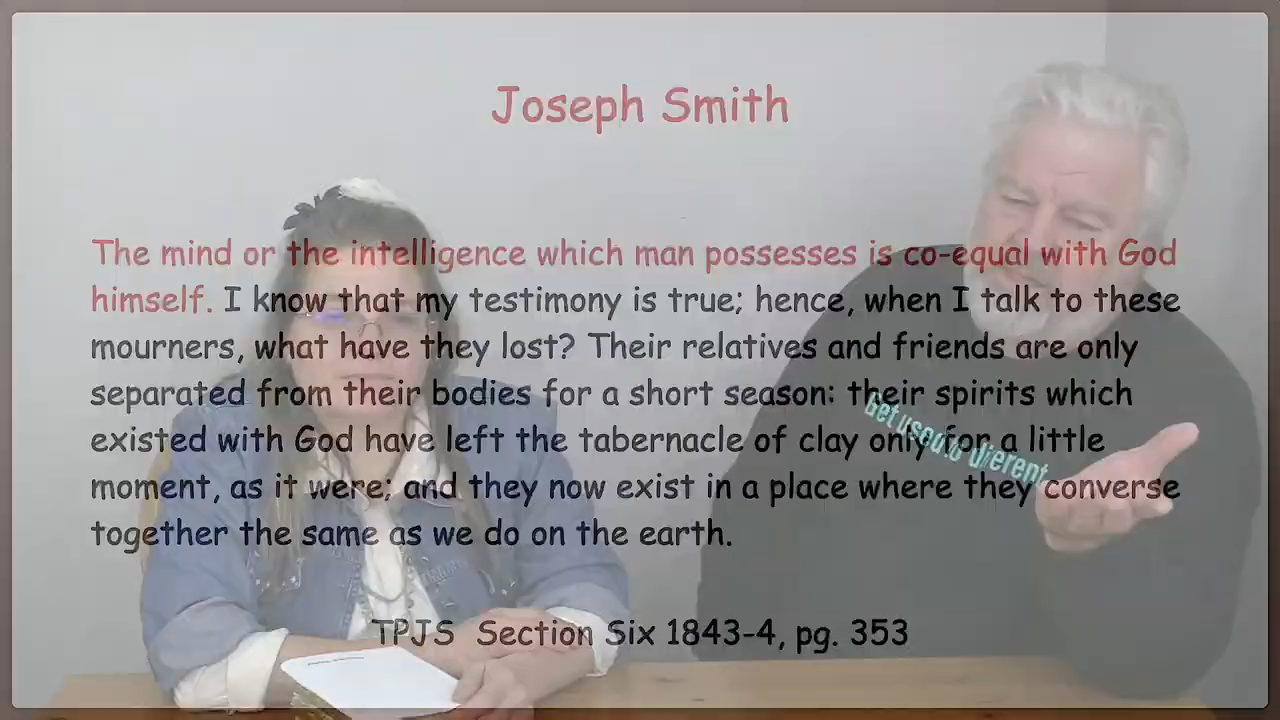 Joseph Smith
The mind or the intelligence which man possesses is co-equal with God
himself. I know that my testimony is true; hence, when I talk to these
mourners, what have they lost? Their relatives and friends are only
separated from their bodies for a short season: their spirits which
existed with God have left the tabernacle of clay only for a little
moment, as it were; and they now exist in a place where they converse
together the same as we do on the earth.
Get used to
TPJS Section Six 1843-4, pg. 353